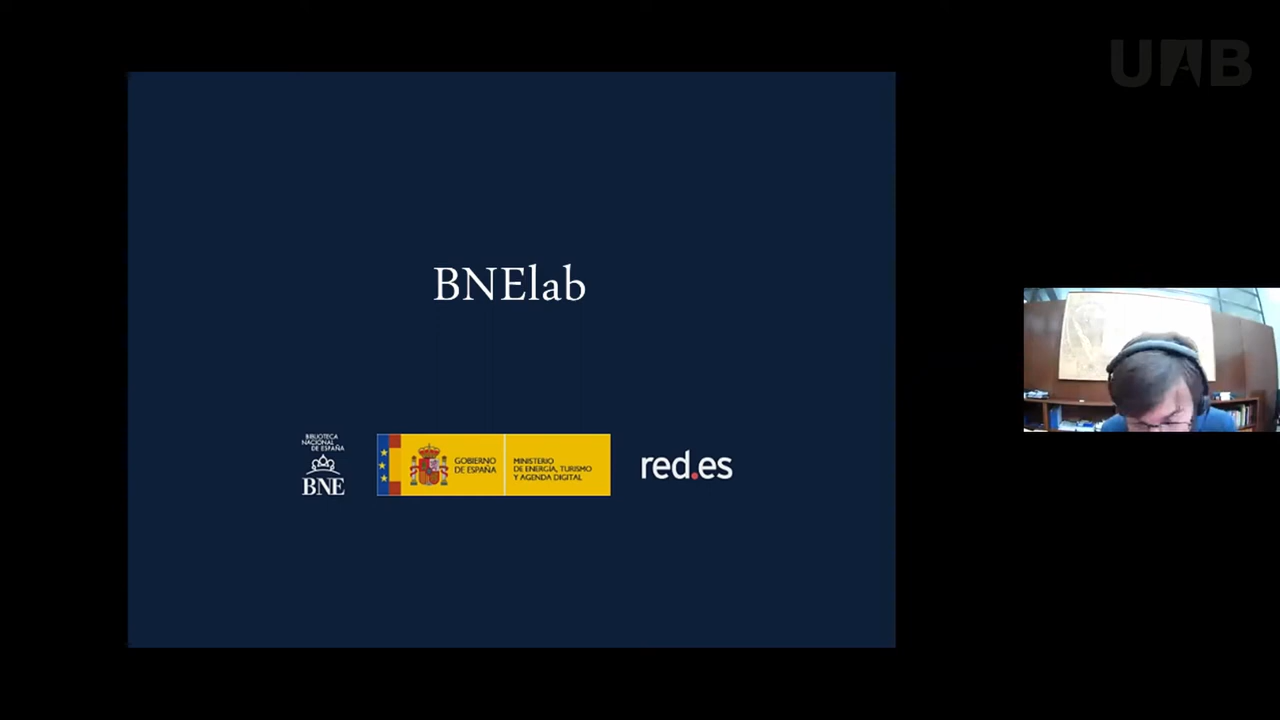 UAB
BNElab
BIBLIOTECA
NACIONAL
DE ESPAÑA
BNE
GOBIERNO
DE ESPAÑA
MINISTERIO
DE ENERGÍA, TURISMO
Y AGENDA DIGITAL
red.es